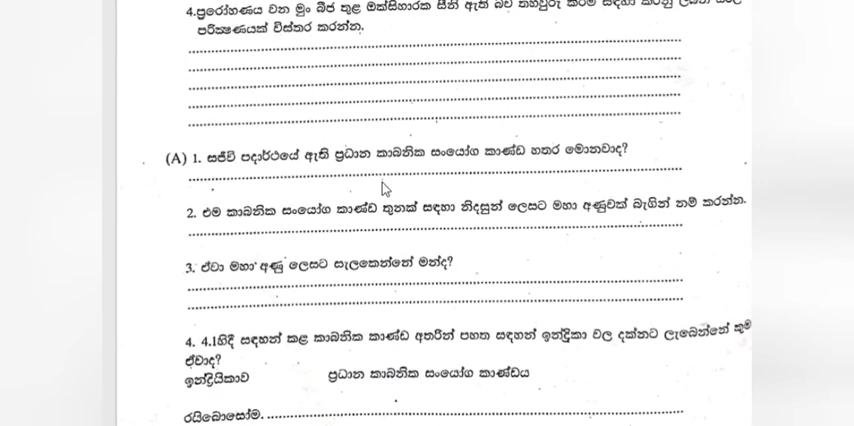 4.ප්‍රරෝහණය වන මුං බීජ තුළ ඔක්සිහාරක සීනි ඇති බව තහවුරු කිරීම සඳහා කරනු ලබන
පරීක්‍ෂණයක් විස්තර කරන්න.
(A) 1. සජීවි පදාර්ථයේ ඇති ප්‍රධාන කාබනික සංයෝග කාණ්ඩ හතර මොනවාද?
2. එම කාබනික සංයෝග කාණ්ඩ තුනක් සඳහා නිදසුන් ලෙසට මහා අණුවක් බැගින් නම් කරන්න.
3. ඒවා මහා අණු ලෙසට සැලකෙන්නේ මන්ද?
4. 4.1හිදී සඳහන් කළ කාබනික කාණ්ඩ අතරින් පහත සඳහන් ඉන්ද්‍රිකා වල දක්නට ලැබෙන්නේ කුම
ඒවාද?
ඉන්ද්‍රියිකාව ප්‍රධාන කාබනික සංයෝග කාණ්ඩය
රයිබොසෝම.